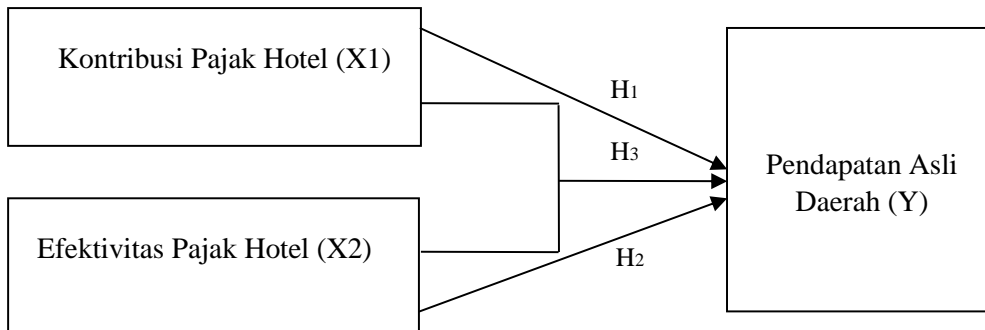 Kontribusi Pajak Hotel (X1)
H1
H3
Pendapatan Asli
Daerah (Y)
Efektivitas Pajak Hotel (X2)
H2